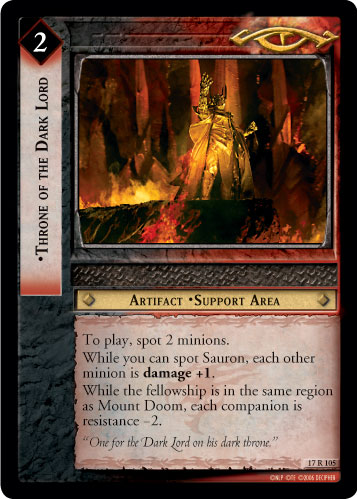 2
•Throne of the Dark Lord
Artifact •Support Area
To play, spot 2 minions.
While you can spot Sauron, each other
minion is damage +1.
While the fellowship is in the same region
as Mount Doom, each companion is
resistance -2.
"One for the Dark Lord on his dark throne."
17 R 105